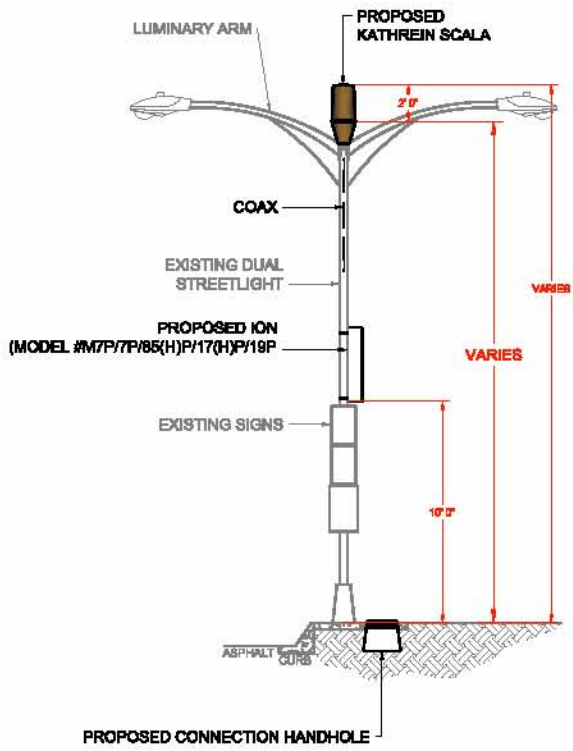 PROPOSED
KATHREIN SCALA
LUMINARY ARM
2' 0"
COAX
EXISTING DUAL
STREETLIGHT
VARIES
PROPOSED ION
(MODEL #M7P/7P/85(H)P/17(H)P/19P
VARIES
EXISTING SIGNS
10' 0"
ASPHALT
CURB
PROPOSED CONNECTION HANDHOLE